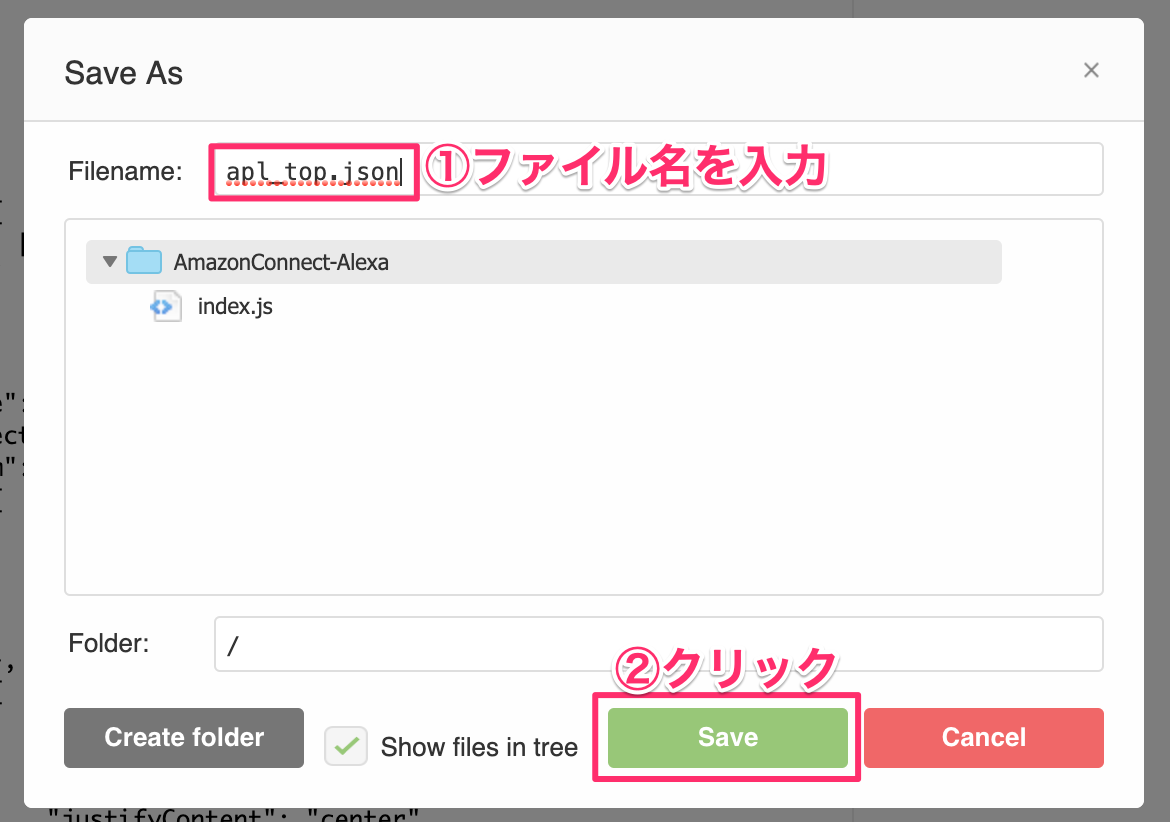 Save As
×
Filename: apl_top.json ①ファイル名を入力
AmazonConnect-Alexa
index.js
Folder: /
②クリック
Create folder Show files in tree Save Cancel
"justifyContent": "center"